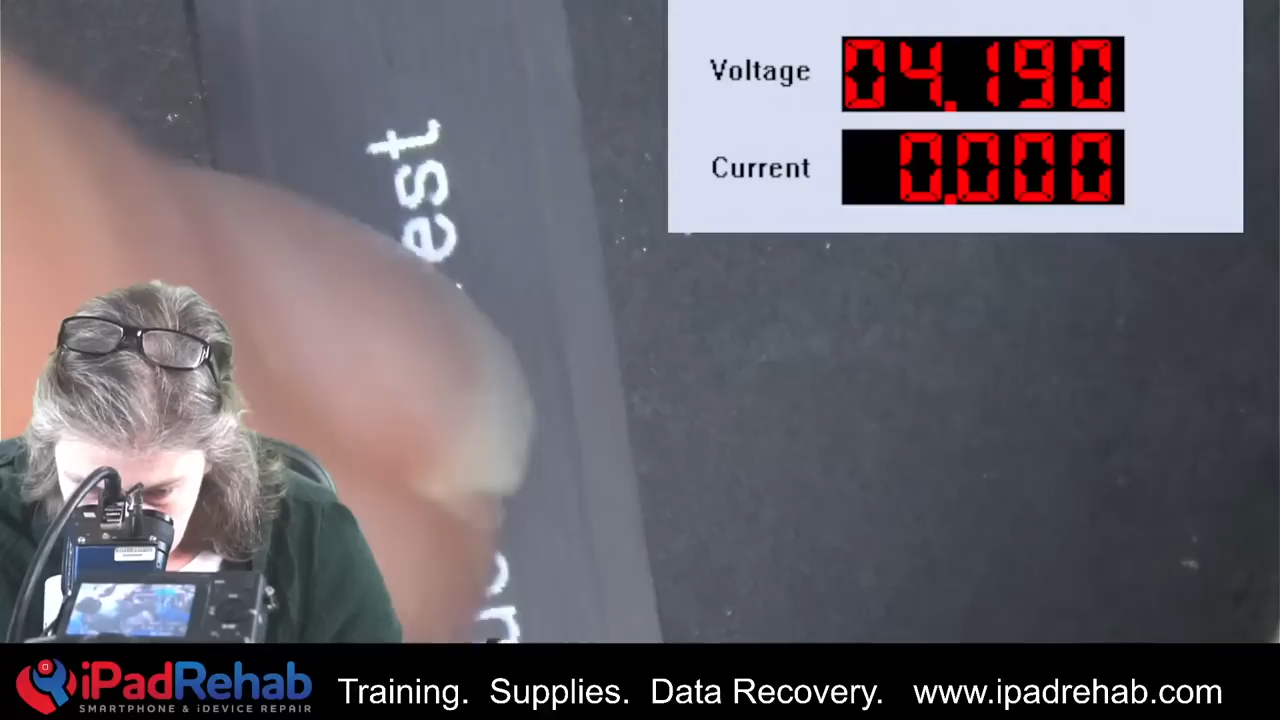 Voltage 04.190
Current 0.000
est
iPadRehab
SMARTPHONE & iDEVICE REPAIR
Training. Supplies. Data Recovery. www.ipadrehab.com